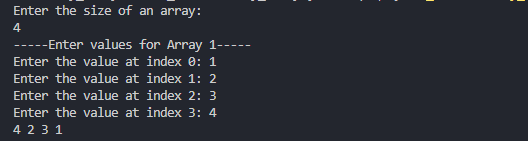 Enter the size of an array:
4
-----Enter values for Array 1-----
Enter the value at index 0: 1
Enter the value at index 1: 2
Enter the value at index 2: 3
Enter the value at index 3: 4
4 2 3 1